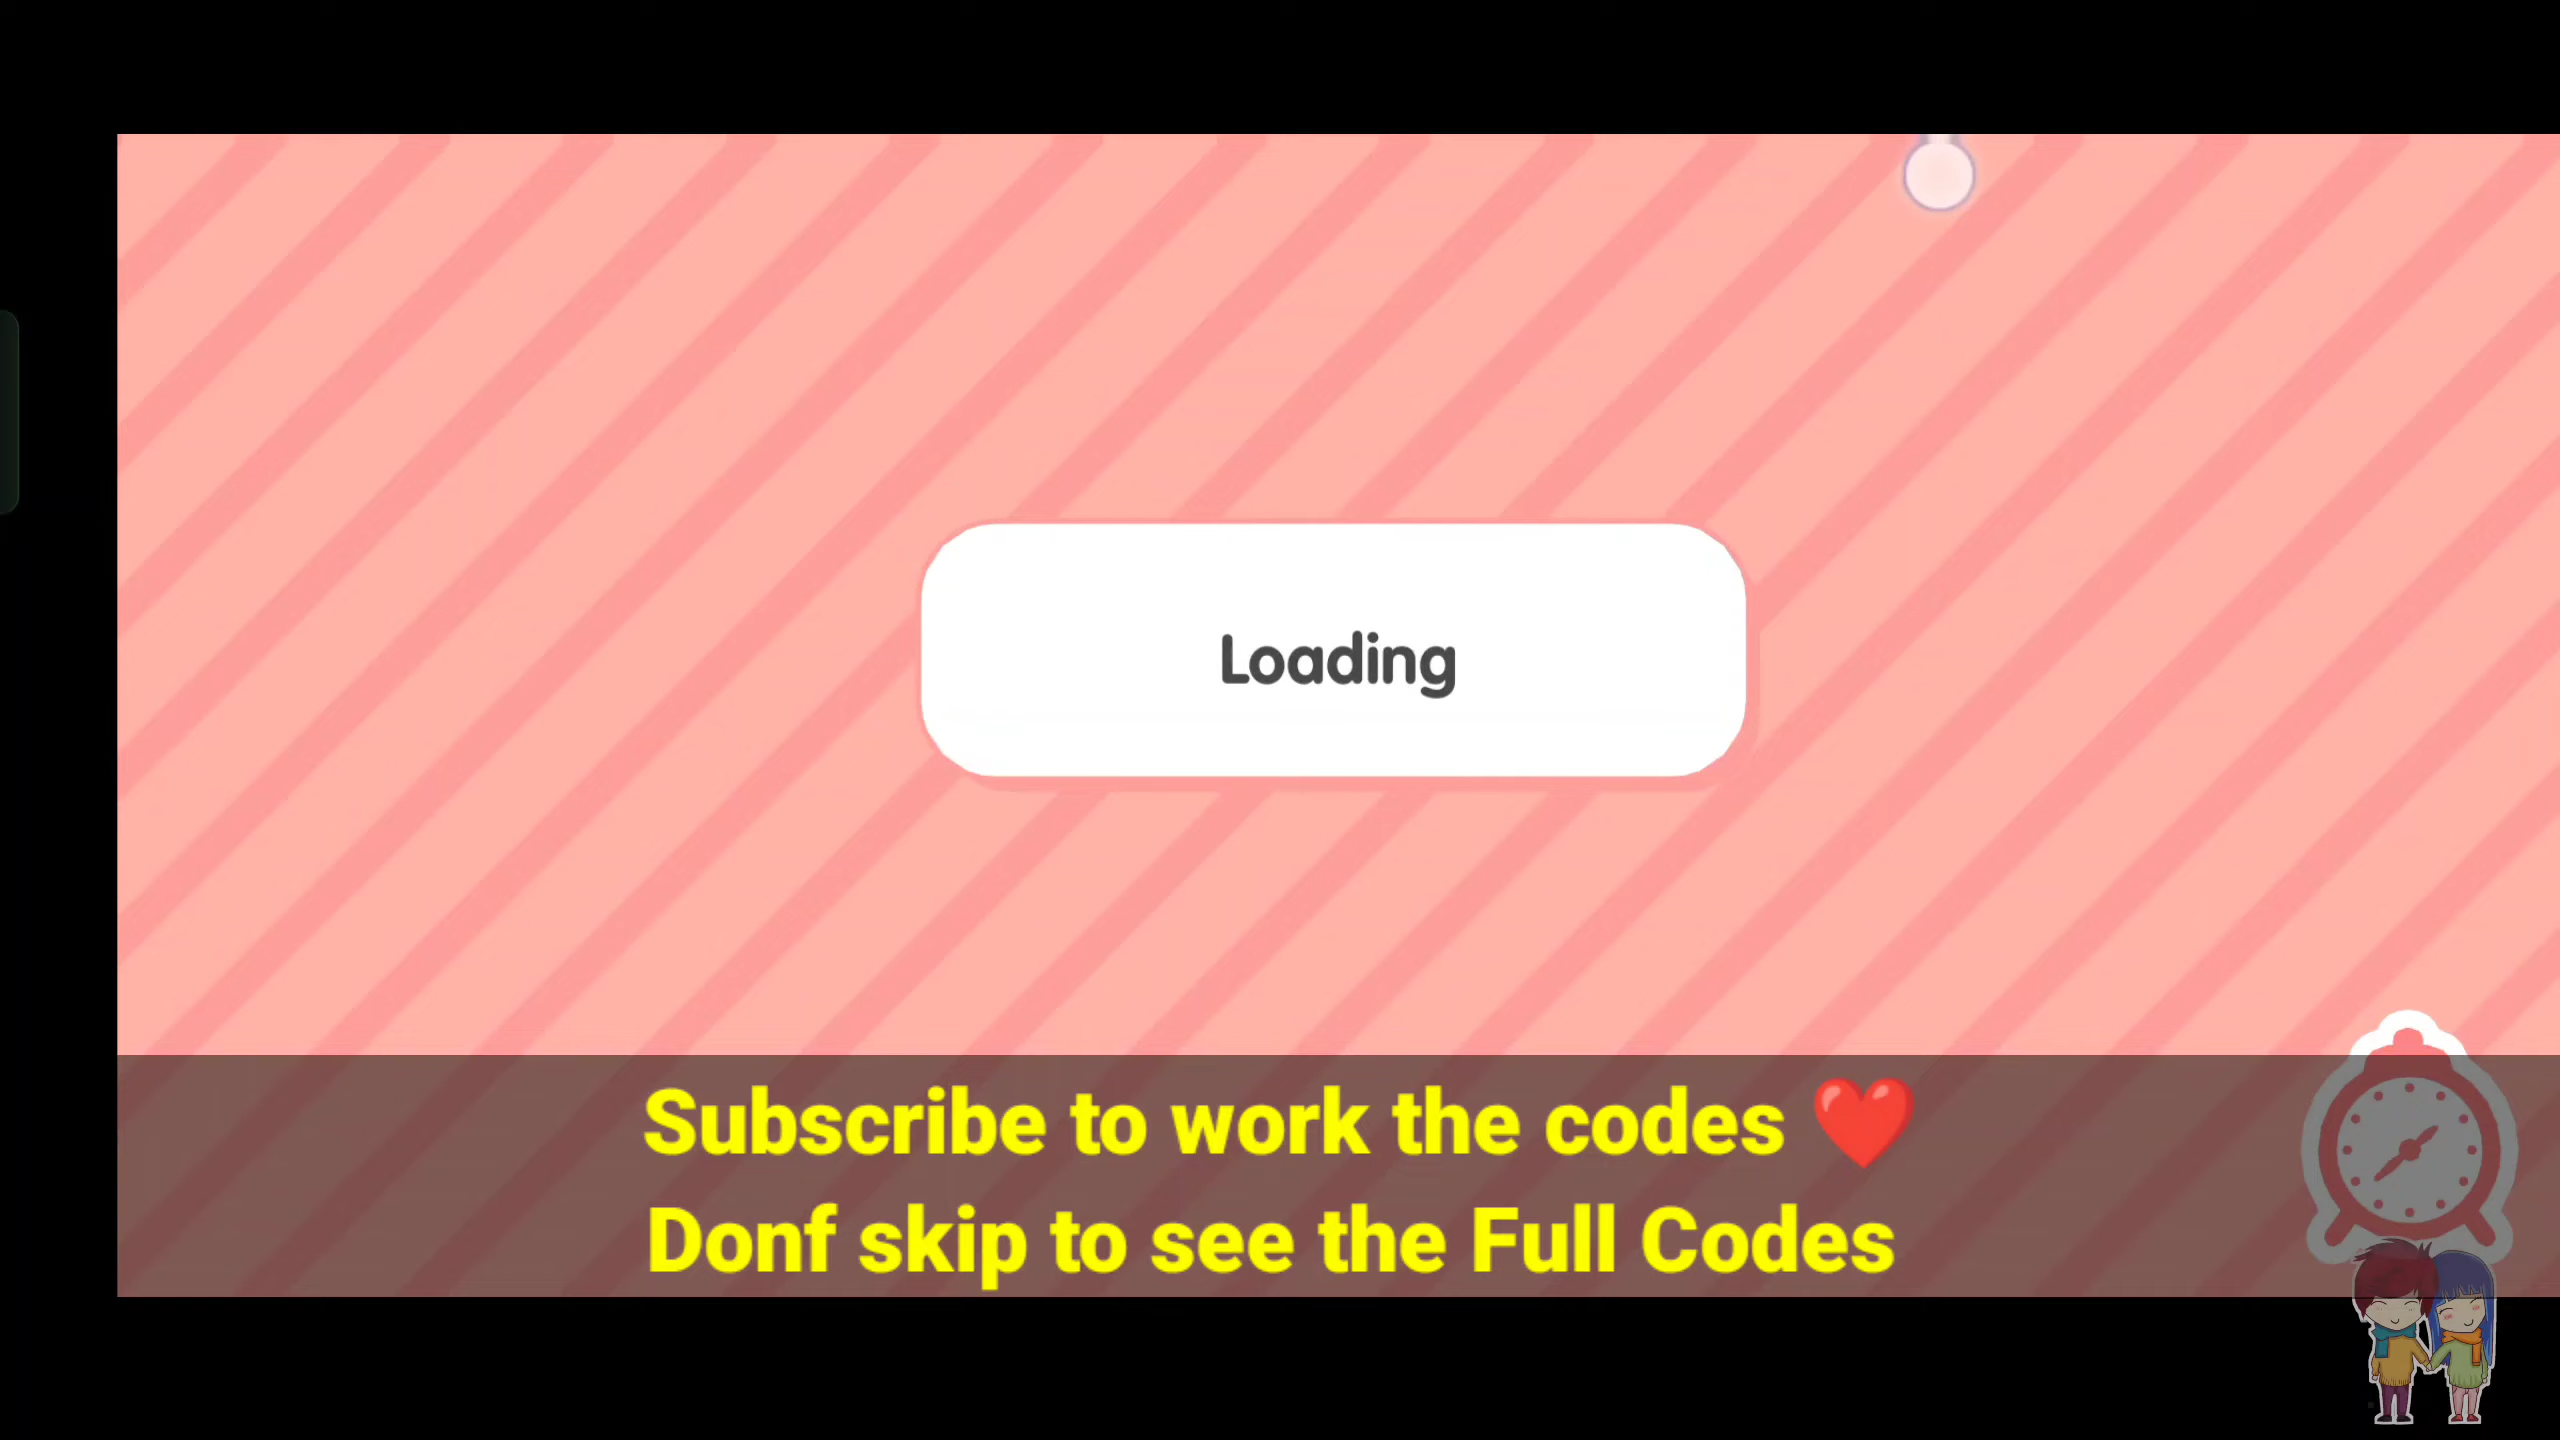 Loading
Subscribe to work the codes ❤️
Donf skip to see the Full Codes